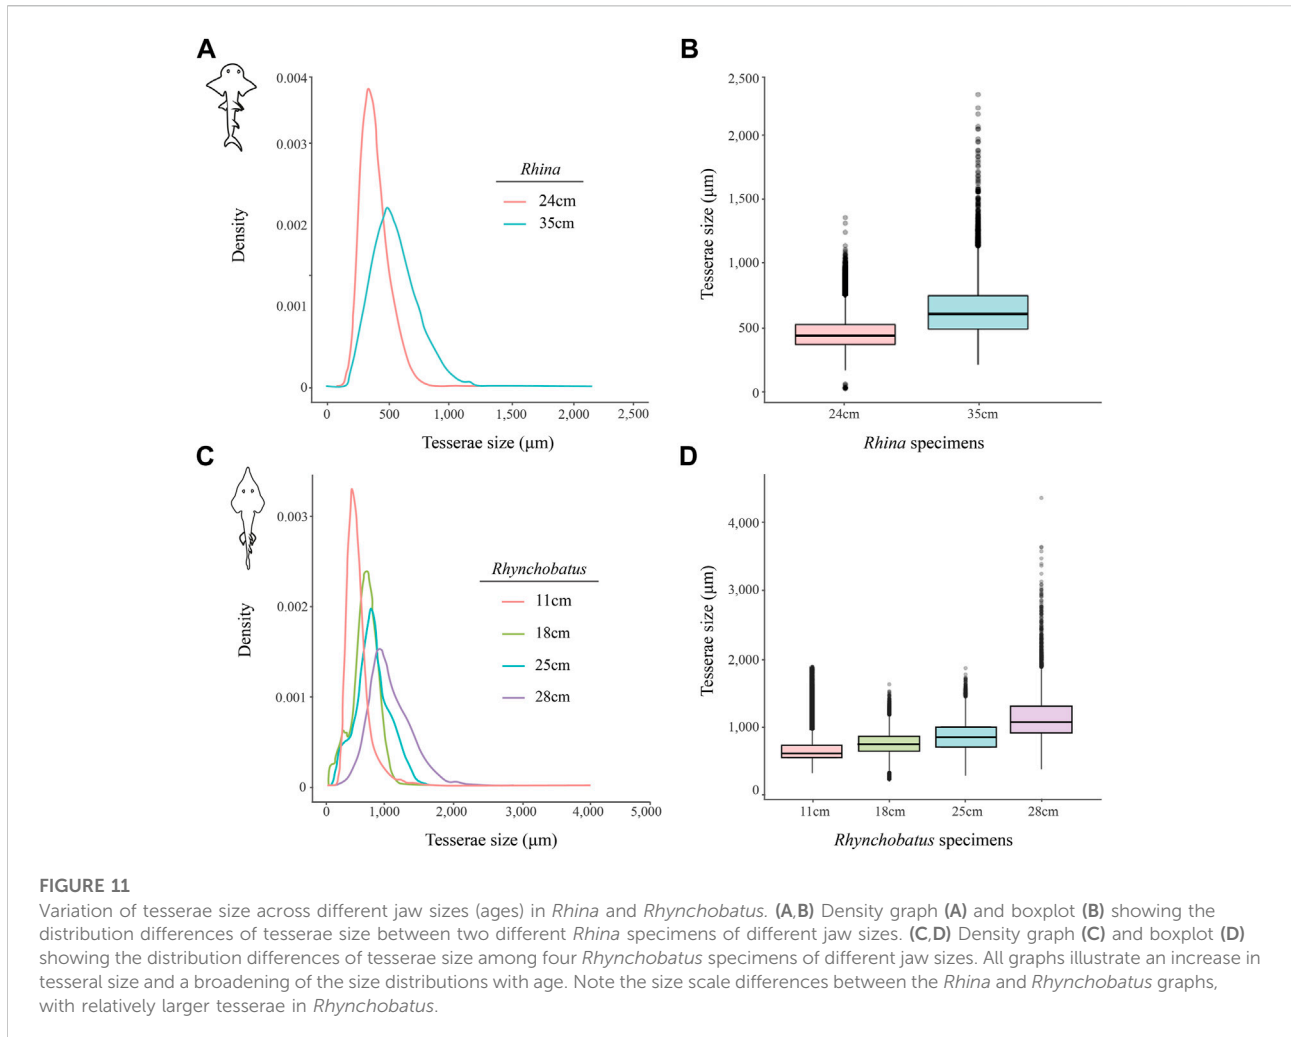 A
0.004
0.003
0.002
0.001
0
Density
Rhina
24cm
35cm
0 500 1,000 1,500 2,000 2,500
Tesserae size (μm)
B
2,500
2,000
1,500
1,000
500
0
Tesserae size (μm)
24cm 35cm
Rhina specimens
C
0.003
0.002
0.001
0
Density
Rhynchobatus
11cm
18cm
25cm
28cm
0 1,000 2,000 3,000 4,000 5,000
Tesserae size (μm)
D
4,000
3,000
2,000
1,000
0
Tesserae size (μm)
11cm 18cm 25cm 28cm
Rhynchobatus specimens
FIGURE 11
Variation of tesserae size across different jaw sizes (ages) in Rhina and Rhynchobatus. (A,B) Density graph (A) and boxplot (B) showing the
distribution differences of tesserae size between two different Rhina specimens of different jaw sizes. (C,D) Density graph (C) and boxplot (D)
showing the distribution differences of tesserae size among four Rhynchobatus specimens of different jaw sizes. All graphs illustrate an increase in
tesseral size and a broadening of the size distributions with age. Note the size scale differences between the Rhina and Rhynchobatus graphs,
with relatively larger tesserae in Rhynchobatus.